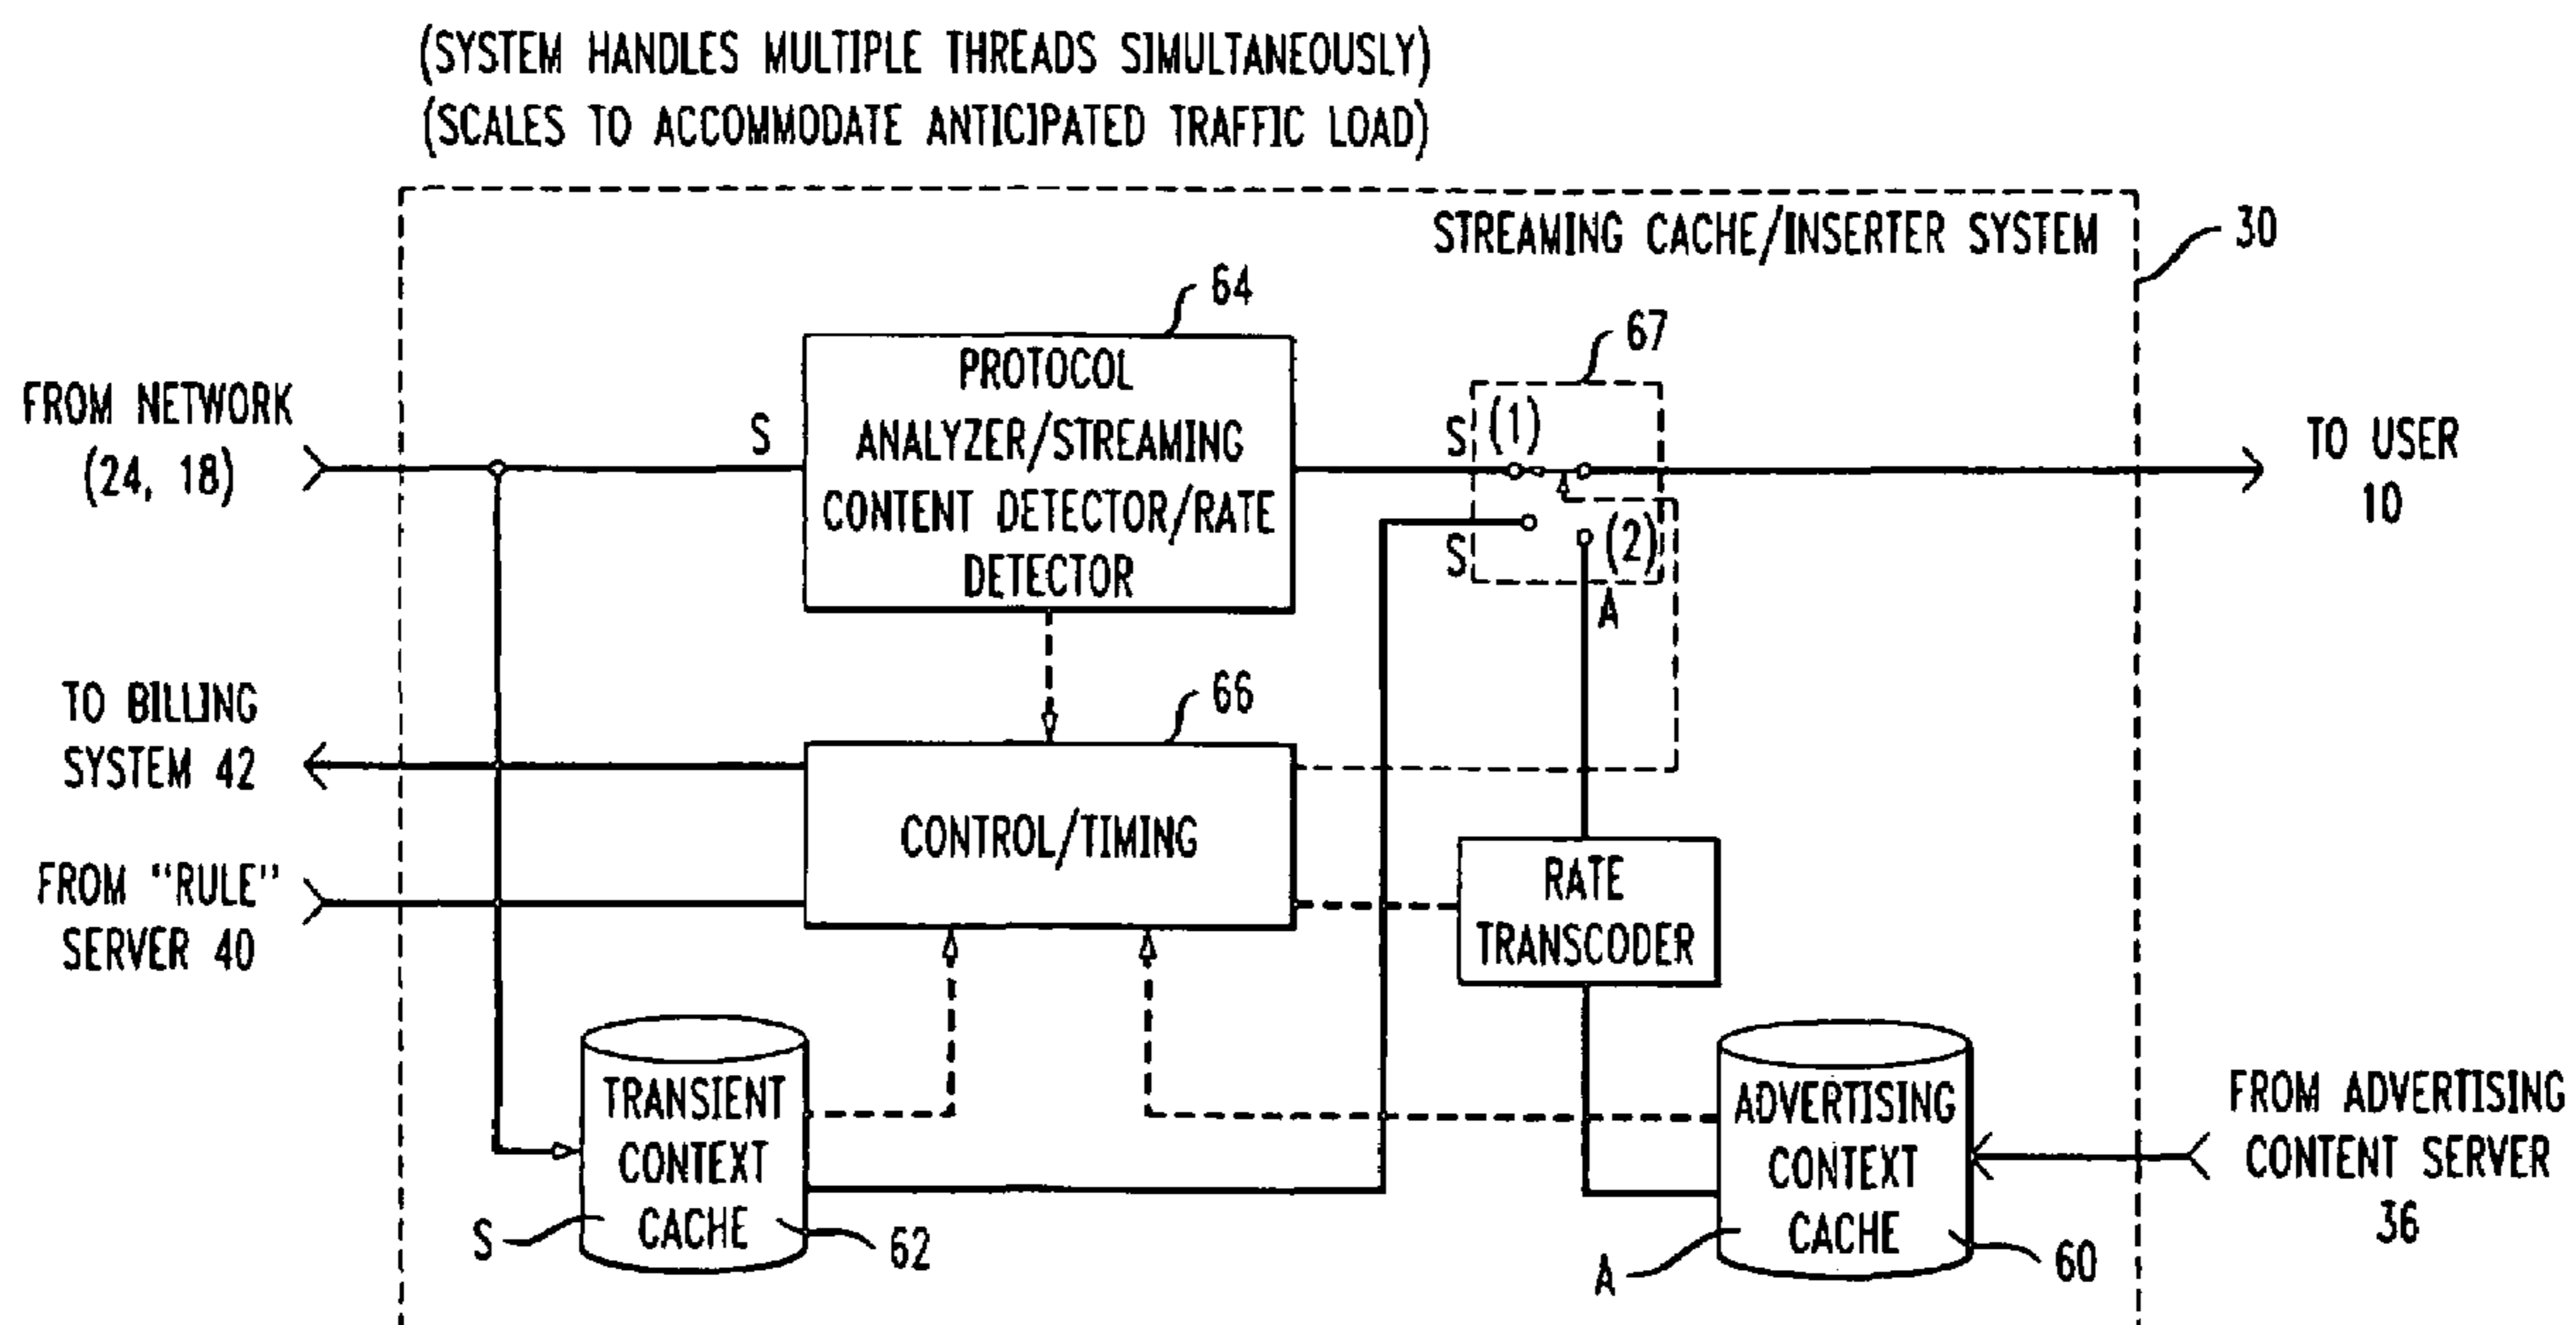 (SYSTEM HANDLES MULTIPLE THREADS SIMULTANEOUSLY)
(SCALES TO ACCOMMODATE ANTICIPATED TRAFFIC LOAD)
STREAMING CACHE/INSERTER SYSTEM
30
64
67
FROM NETWORK
(24, 18)
S
PROTOCOL
ANALYZER/STREAMING
CONTENT DETECTOR/RATE
DETECTOR
S
(1)
S
(2)
A
TO USER
10
TO BILLING
SYSTEM 42
66
CONTROL/TIMING
FROM "RULE"
SERVER 40
RATE
TRANSCODER
TRANSIENT
CONTEXT
CACHE
S
62
ADVERTISING
CONTEXT
CACHE
A
60
FROM ADVERTISING
CONTENT SERVER
36